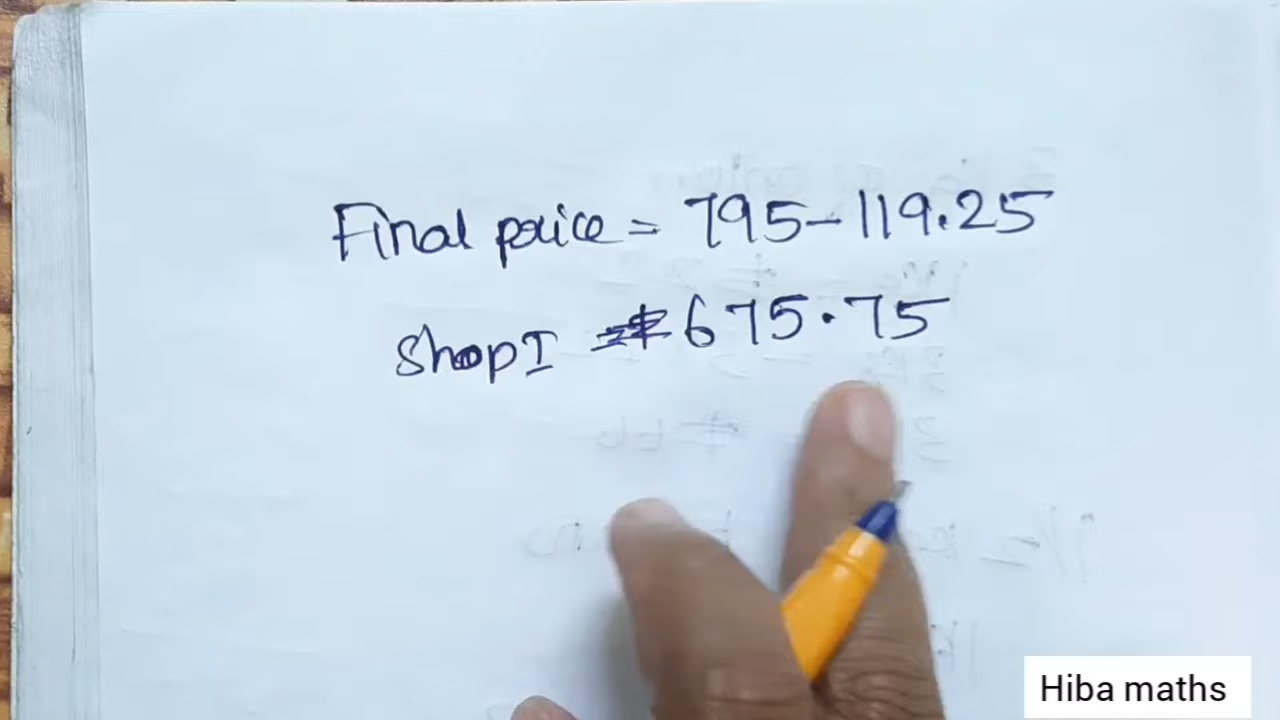 Final price = 795-119.25
Shop I = $675.75
Hiba maths